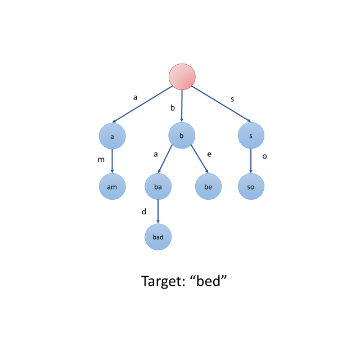 a
b
s
a b s
m a e o
am ba be so
d
bad
Target: “bed”